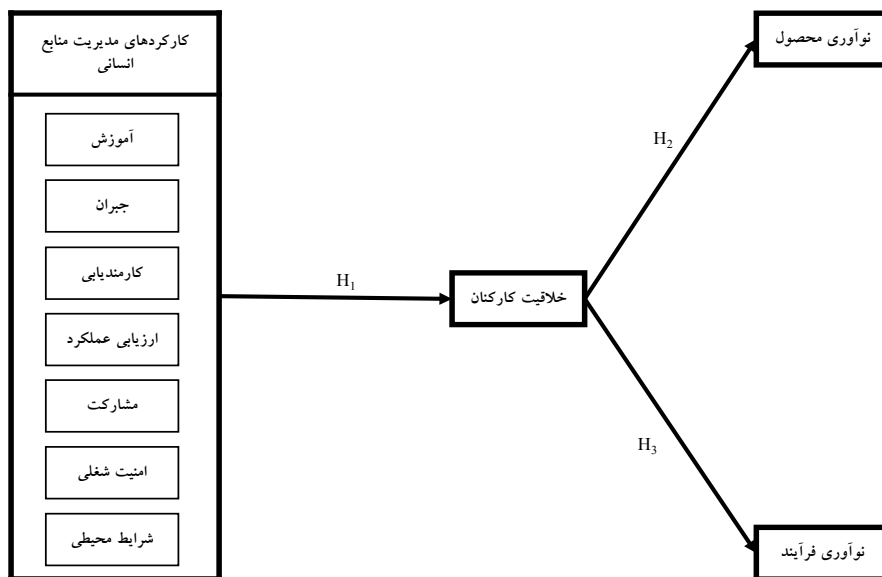 کارکردهای مدیریت منابع
انسانی
آموزش
جبران
کارمندیابی
ارزیابی عملکرد
مشارکت
امنیت شغلی
شرایط محیطی
H₁
خلاقیت کارکنان
H₂
H₃
نوآوری محصول
نوآوری فرآیند